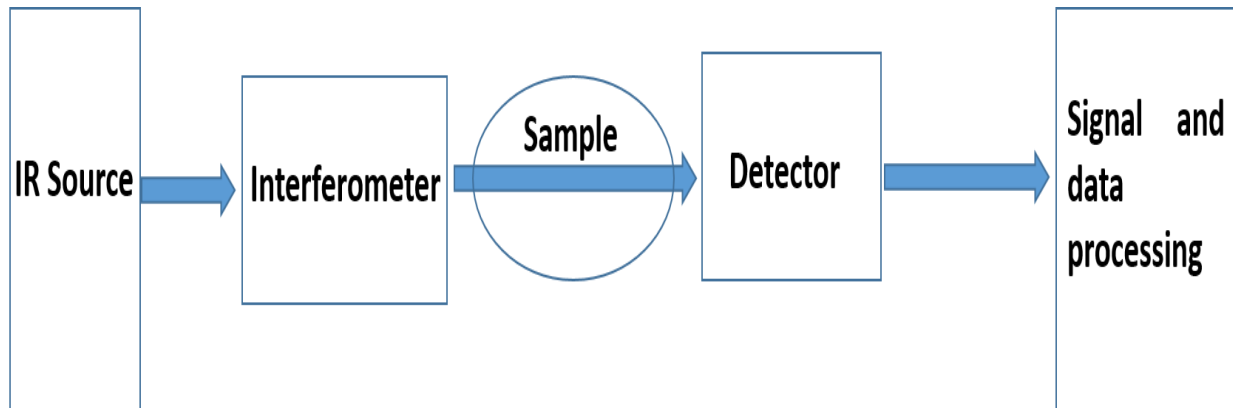 IR Source
Interferometer
Sample
Detector
Signal and
data
processing